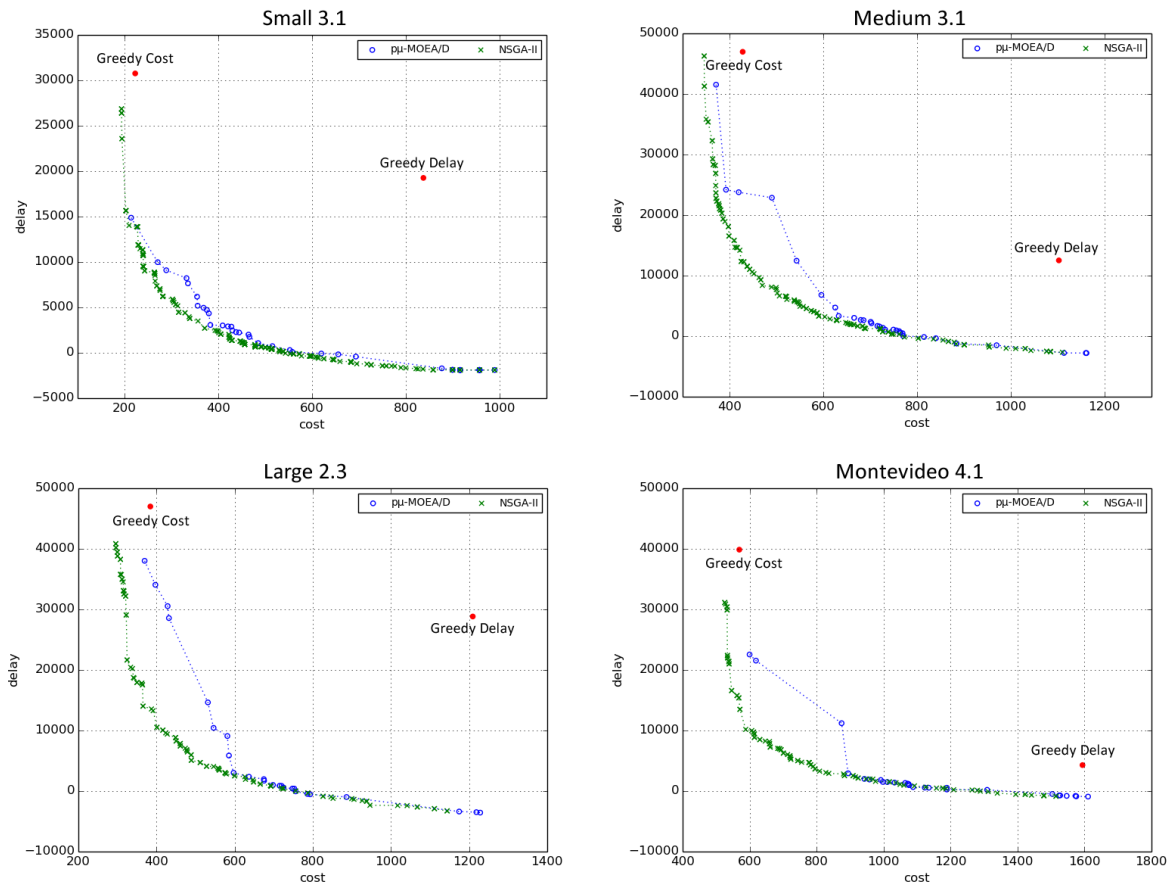 Small 3.1
35000
30000
25000
20000
15000
10000
5000
0
−5000
delay
pμ-MOEA/D
NSGA-II
Greedy Cost
Greedy Delay
200
400
600
800
1000
cost
Medium 3.1
50000
40000
30000
20000
10000
0
−10000
delay
pμ-MOEA/D
NSGA-II
Greedy Cost
Greedy Delay
400
600
800
1000
1200
cost
Large 2.3
50000
40000
30000
20000
10000
0
−10000
delay
pμ-MOEA/D
NSGA-II
Greedy Cost
Greedy Delay
200
400
600
800
1000
1200
1400
cost
Montevideo 4.1
50000
40000
30000
20000
10000
0
−10000
delay
pμ-MOEA/D
NSGA-II
Greedy Cost
Greedy Delay
400
600
800
1000
1200
1400
1600
1800
cost